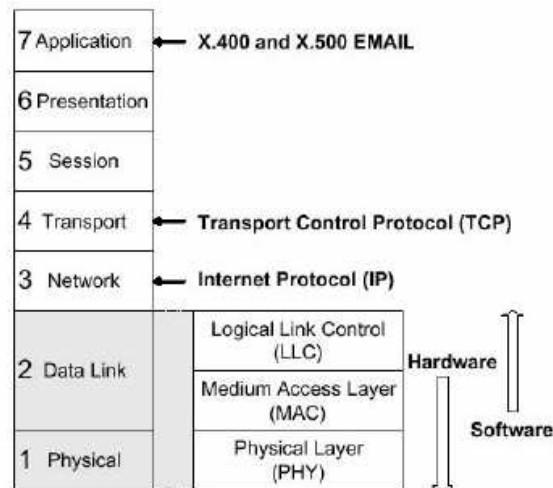 7 Application
X.400 and X.500 EMAIL
6 Presentation
5 Session
4 Transport
Transport Control Protocol (TCP)
3 Network
Internet Protocol (IP)
2 Data Link
Logical Link Control
(LLC)
Medium Access Layer
(MAC)
Hardware
Software
1 Physical
Physical Layer
(PHY)